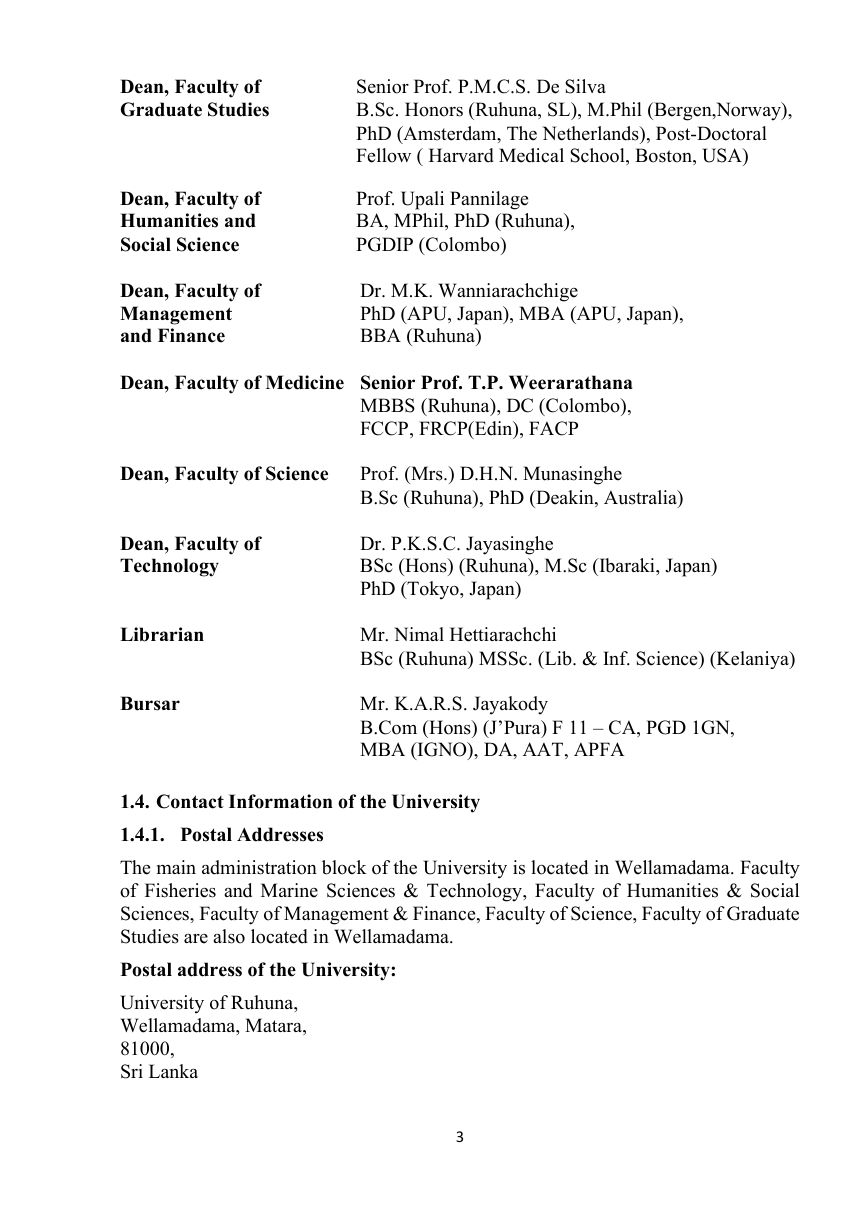 Dean, Faculty of Senior Prof. P.M.C.S. De Silva
Graduate Studies B.Sc. Honors (Ruhuna, SL), M.Phil (Bergen,Norway),
PhD (Amsterdam, The Netherlands), Post-Doctoral
Fellow ( Harvard Medical School, Boston, USA)
Dean, Faculty of Prof. Upali Pannilage
Humanities and BA, MPhil, PhD (Ruhuna),
Social Science PGDIP (Colombo)
Dean, Faculty of Dr. M.K. Wanniarachchige
Management PhD (APU, Japan), MBA (APU, Japan),
and Finance BBA (Ruhuna)
Dean, Faculty of Medicine Senior Prof. T.P. Weerarathana
MBBS (Ruhuna), DC (Colombo),
FCCP, FRCP(Edin), FACP
Dean, Faculty of Science Prof. (Mrs.) D.H.N. Munasinghe
B.Sc (Ruhuna), PhD (Deakin, Australia)
Dean, Faculty of Dr. P.K.S.C. Jayasinghe
Technology BSc (Hons) (Ruhuna), M.Sc (Ibaraki, Japan)
PhD (Tokyo, Japan)
Librarian Mr. Nimal Hettiarachchi
BSc (Ruhuna) MSSc. (Lib. & Inf. Science) (Kelaniya)
Bursar Mr. K.A.R.S. Jayakody
B.Com (Hons) (J’Pura) F 11 – CA, PGD 1GN,
MBA (IGNO), DA, AAT, APFA
1.4. Contact Information of the University
1.4.1. Postal Addresses
The main administration block of the University is located in Wellamadama. Faculty
of Fisheries and Marine Sciences & Technology, Faculty of Humanities & Social
Sciences, Faculty of Management & Finance, Faculty of Science, Faculty of Graduate
Studies are also located in Wellamadama.
Postal address of the University:
University of Ruhuna,
Wellamadama, Matara,
81000,
Sri Lanka
3